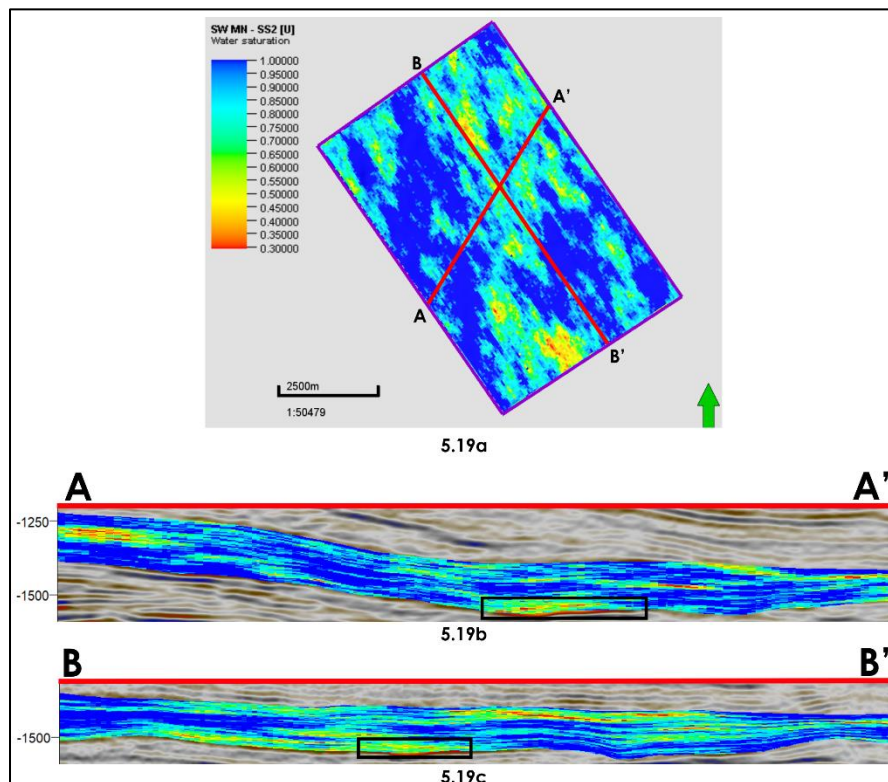 SW MN - SS2 [U]
Water saturation
1.00000
0.95000
0.90000
0.85000
0.80000
0.75000
0.70000
0.65000
0.60000
0.55000
0.50000
0.45000
0.40000
0.35000
0.30000
B
A'
A
B'
2500m
1:50479
5.19a
A
A'
-1250
-1500
5.19b
B
B'
-1500
5.19c